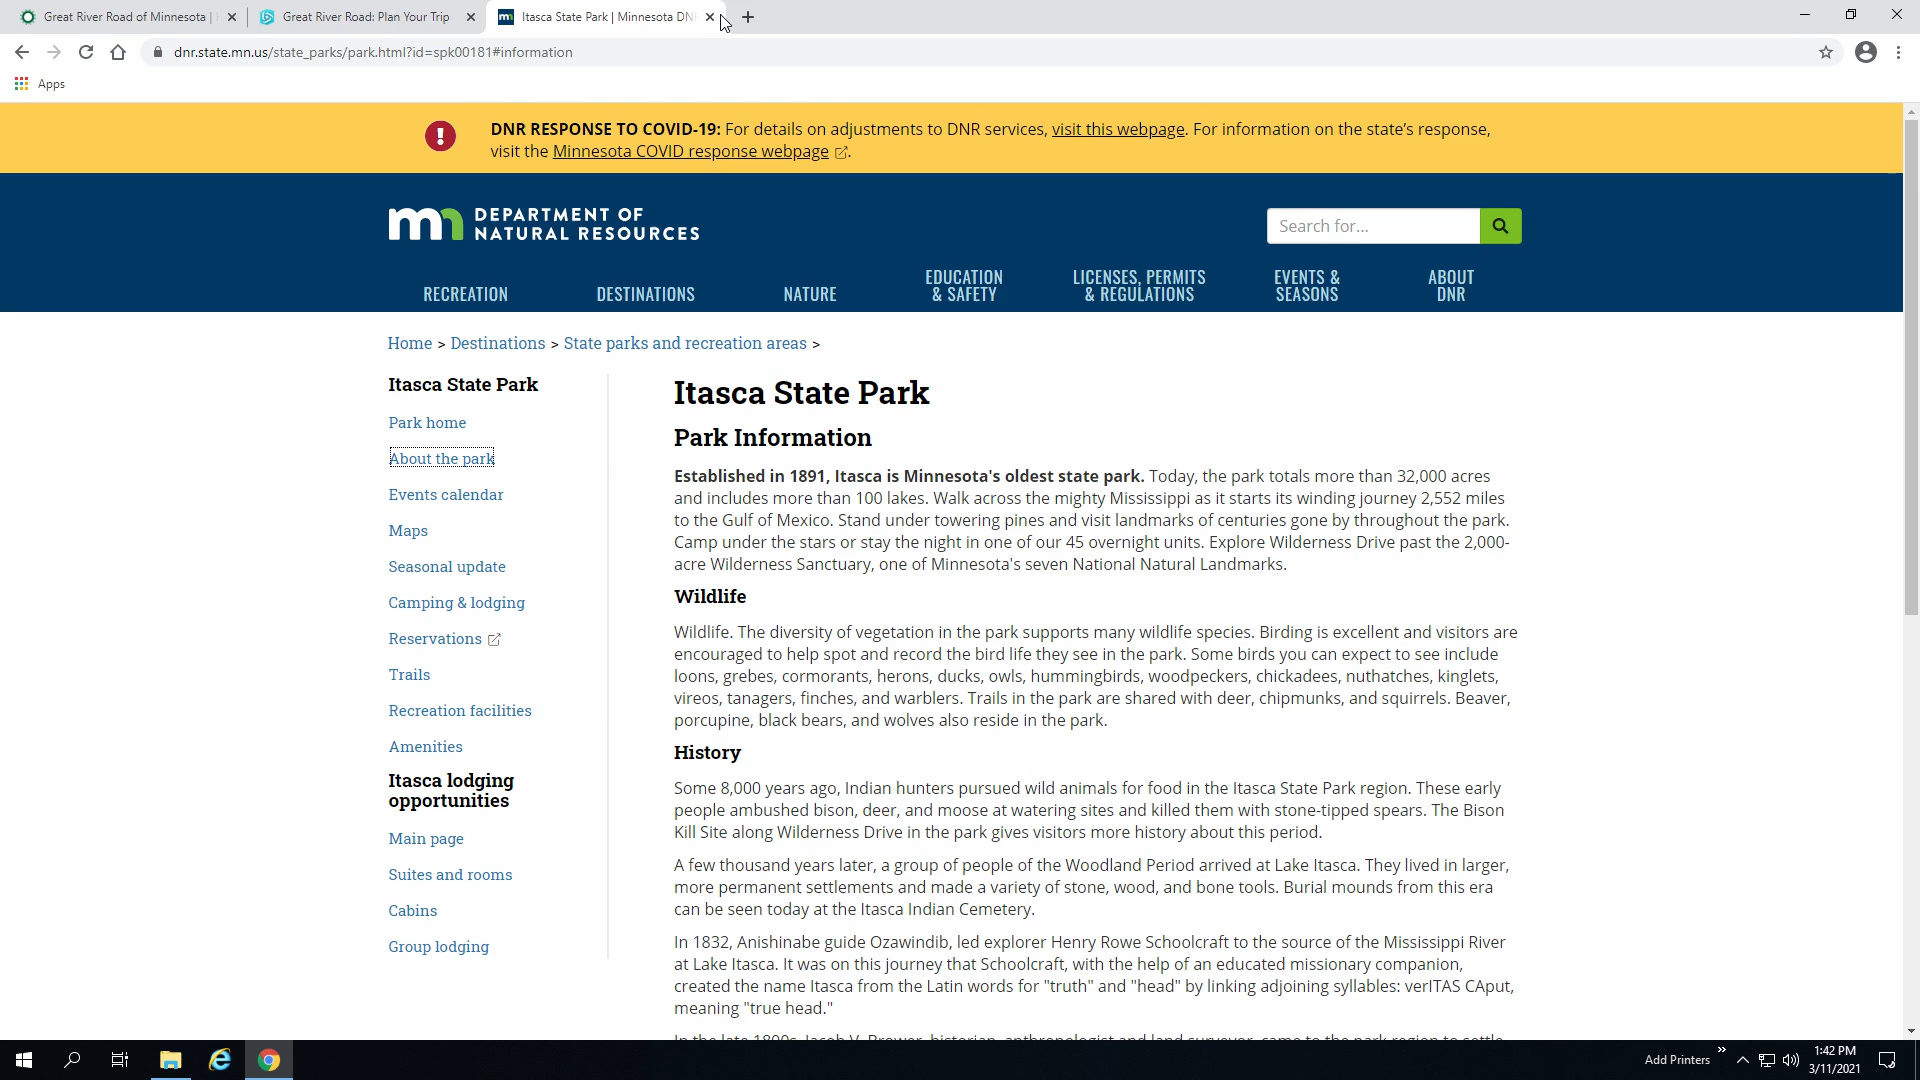 Great River Road of Minnesota |
Great River Road: Plan Your Trip
Itasca State Park | Minnesota DN
dnr.state.mn.us/state_parks/park.html?id=spk00181#information
Apps
DNR RESPONSE TO COVID-19: For details on adjustments to DNR services, visit this webpage. For information on the state's response,
visit the Minnesota COVID response webpage.
mn DEPARTMENT OF
NATURAL RESOURCES
Search for...
RECREATION
DESTINATIONS
NATURE
EDUCATION
& SAFETY
LICENSES, PERMITS
& REGULATIONS
EVENTS &
SEASONS
ABOUT
DNR
Home > Destinations > State parks and recreation areas >
Itasca State Park
Park home
About the park
Events calendar
Maps
Seasonal update
Camping & lodging
Reservations
Trails
Recreation facilities
Amenities
Itasca lodging
opportunities
Main page
Suites and rooms
Cabins
Group lodging
Itasca State Park
Park Information
Established in 1891, Itasca is Minnesota's oldest state park. Today, the park totals more than 32,000 acres
and includes more than 100 lakes. Walk across the mighty Mississippi as it starts its winding journey 2,552 miles
to the Gulf of Mexico. Stand under towering pines and visit landmarks of centuries gone by throughout the park.
Camp under the stars or stay the night in one of our 45 overnight units. Explore Wilderness Drive past the 2,000-
acre Wilderness Sanctuary, one of Minnesota's seven National Natural Landmarks.
Wildlife
Wildlife. The diversity of vegetation in the park supports many wildlife species. Birding is excellent and visitors are
encouraged to help spot and record the bird life they see in the park. Some birds you can expect to see include
loons, grebes, cormorants, herons, ducks, owls, hummingbirds, woodpeckers, chickadees, nuthatches, kinglets,
vireos, tanagers, finches, and warblers. Trails in the park are shared with deer, chipmunks, and squirrels. Beaver,
porcupine, black bears, and wolves also reside in the park.
History
Some 8,000 years ago, Indian hunters pursued wild animals for food in the Itasca State Park region. These early
people ambushed bison, deer, and moose at watering sites and killed them with stone-tipped spears. The Bison
Kill Site along Wilderness Drive in the park gives visitors more history about this period.
A few thousand years later, a group of people of the Woodland Period arrived at Lake Itasca. They lived in larger,
more permanent settlements and made a variety of stone, wood, and bone tools. Burial mounds from this era
can be seen today at the Itasca Indian Cemetery.
In 1832, Anishinabe guide Ozawindib, led explorer Henry Rowe Schoolcraft to the source of the Mississippi River
at Lake Itasca. It was on this journey that Schoolcraft, with the help of an educated missionary companion,
created the name Itasca from the Latin words for "truth" and "head" by linking adjoining syllables: verITAS CAput,
meaning "true head."
In the late 1800s, Jacob V. Brower, historian, anthropologist and land surveyor, came to the park region to settle
Add Printers
1:42 PM
3/11/2021